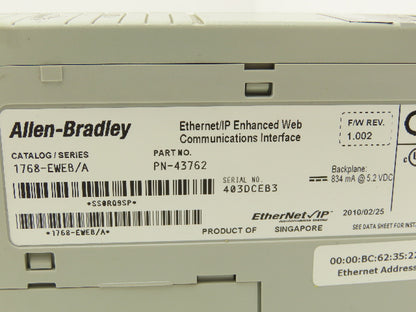 Allen-Bradley
Ethernet/IP Enhanced Web
Communications Interface
F/W REV.
1.002
CATALOG / SERIES
PART NO.
1768-EWEB/A
PN-43762
SERIAL NO.
403DCEB3
Backplane:
834 mA @ 5.2 VDC
*SS0RQ9SP*
*1768-EWEB/A*
EtherNet/IP
PRODUCT OF SINGAPORE
2010/02/25
SEE DATA SHEET FOR INST
00:00:BC:62:35:22
Ethernet Address